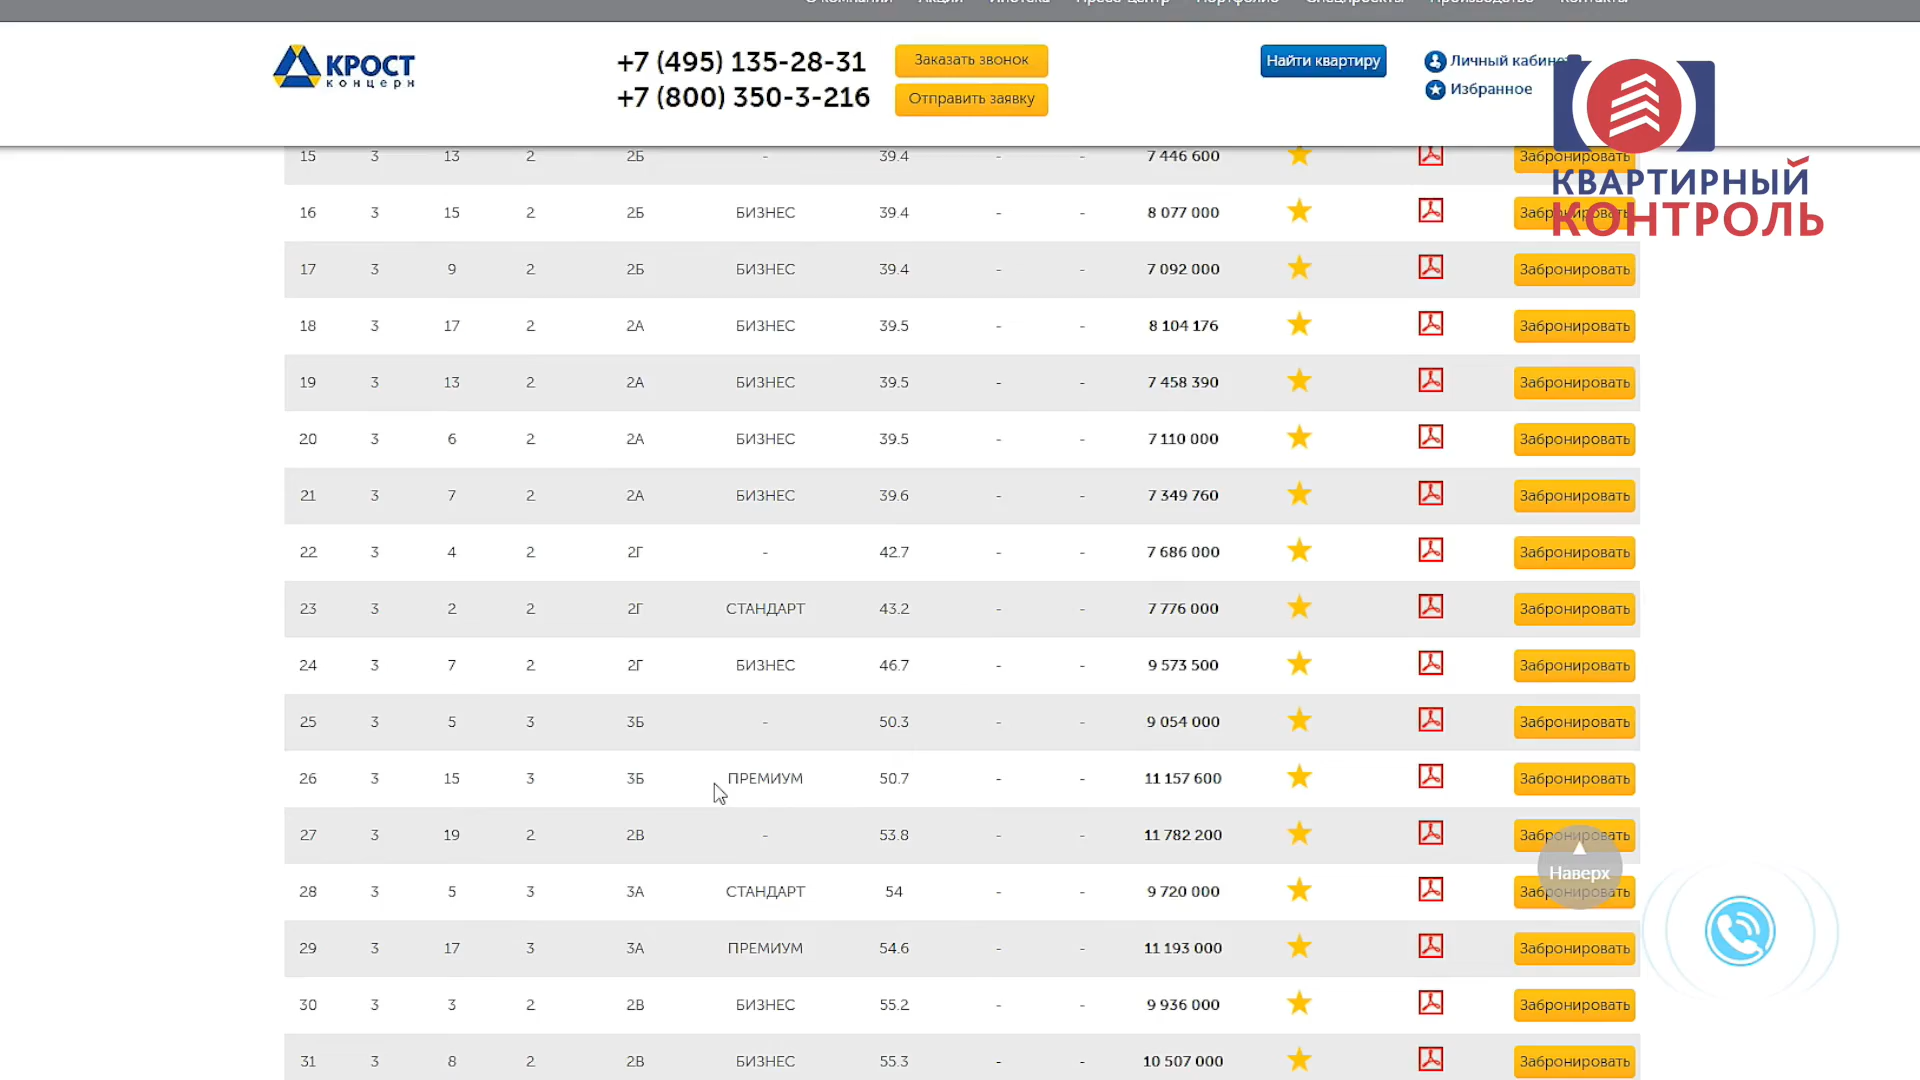 О компании Акции Ипотека Пресс-центр Портфолио Спецпроекты Производство Контакты
КРОСТ
концерн
+7 (495) 135-28-31
+7 (800) 350-3-216
Заказать звонок
Отправить заявку
Найти квартиру
Личный кабинет
Избранное
КВАРТИРНЫЙ
КОНТРОЛЬ
15 3 13 2 2Б - 39.4 - - 7 446 600 Забронировать
16 3 15 2 2Б БИЗНЕС 39.4 - - 8 077 000 Забронировать
17 3 9 2 2Б БИЗНЕС 39.4 - - 7 092 000 Забронировать
18 3 17 2 2А БИЗНЕС 39.5 - - 8 104 176 Забронировать
19 3 13 2 2А БИЗНЕС 39.5 - - 7 458 390 Забронировать
20 3 6 2 2А БИЗНЕС 39.5 - - 7 110 000 Забронировать
21 3 7 2 2А БИЗНЕС 39.6 - - 7 349 760 Забронировать
22 3 4 2 2Г - 42.7 - - 7 686 000 Забронировать
23 3 2 2 2Г СТАНДАРТ 43.2 - - 7 776 000 Забронировать
24 3 7 2 2Г БИЗНЕС 46.7 - - 9 573 500 Забронировать
25 3 5 3 3Б - 50.3 - - 9 054 000 Забронировать
26 3 15 3 3Б ПРЕМИУМ 50.7 - - 11 157 600 Забронировать
27 3 19 2 2В - 53.8 - - 11 782 200 Забронировать
Наверх
28 3 5 3 3А СТАНДАРТ 54 - - 9 720 000 Забронировать
29 3 17 3 3А ПРЕМИУМ 54.6 - - 11 193 000 Забронировать
30 3 3 2 2В БИЗНЕС 55.2 - - 9 936 000 Забронировать
31 3 8 2 2В БИЗНЕС 55.3 - - 10 507 000 Забронировать